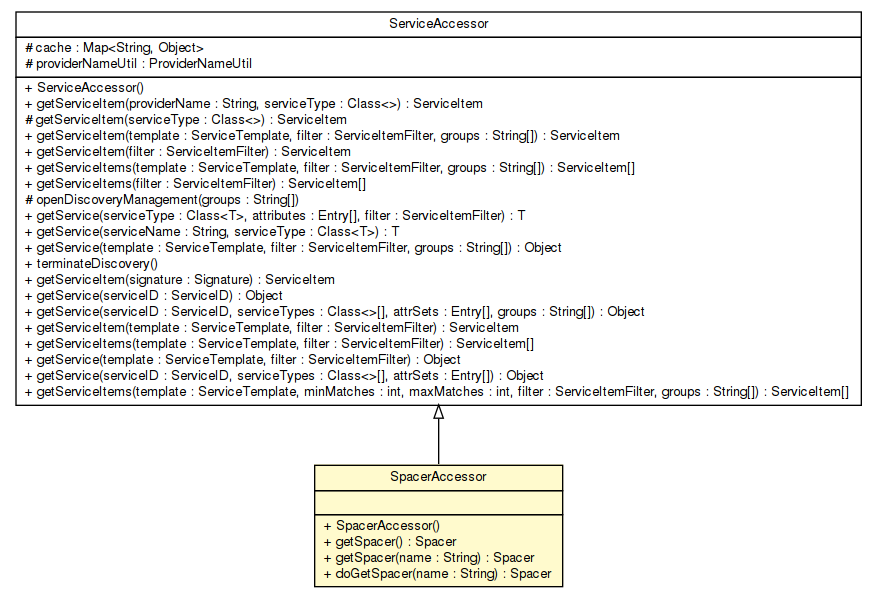 ServiceAccessor
# cache : Map<String, Object>
# providerNameUtil : ProviderNameUtil
+ ServiceAccessor()
+ getServiceItem(providerName : String, serviceType : Class<>) : ServiceItem
# getServiceItem(serviceType : Class<>) : ServiceItem
+ getServiceItem(template : ServiceTemplate, filter : ServiceItemFilter, groups : String[]) : ServiceItem
+ getServiceItem(filter : ServiceItemFilter) : ServiceItem
+ getServiceItems(template : ServiceTemplate, filter : ServiceItemFilter, groups : String[]) : ServiceItem[]
+ getServiceItems(filter : ServiceItemFilter) : ServiceItem[]
# openDiscoveryManagement(groups : String[])
+ getService(serviceType : Class<T>, attributes : Entry[], filter : ServiceItemFilter) : T
+ getService(serviceName : String, serviceType : Class<T>) : T
+ getService(template : ServiceTemplate, filter : ServiceItemFilter, groups : String[]) : Object
+ terminateDiscovery()
+ getServiceItem(signature : Signature) : ServiceItem
+ getService(serviceID : ServiceID) : Object
+ getService(serviceID : ServiceID, serviceTypes : Class<>[], attrSets : Entry[], groups : String[]) : Object
+ getServiceItem(template : ServiceTemplate, filter : ServiceItemFilter) : ServiceItem
+ getServiceItems(template : ServiceTemplate, filter : ServiceItemFilter) : ServiceItem[]
+ getService(template : ServiceTemplate, filter : ServiceItemFilter) : Object
+ getService(serviceID : ServiceID, serviceTypes : Class<>[], attrSets : Entry[]) : Object
+ getServiceItems(template : ServiceTemplate, minMatches : int, maxMatches : int, filter : ServiceItemFilter, groups : String[]) : ServiceItem[]
SpacerAccessor
+ SpacerAccessor()
+ getSpacer() : Spacer
+ getSpacer(name : String) : Spacer
+ doGetSpacer(name : String) : Spacer